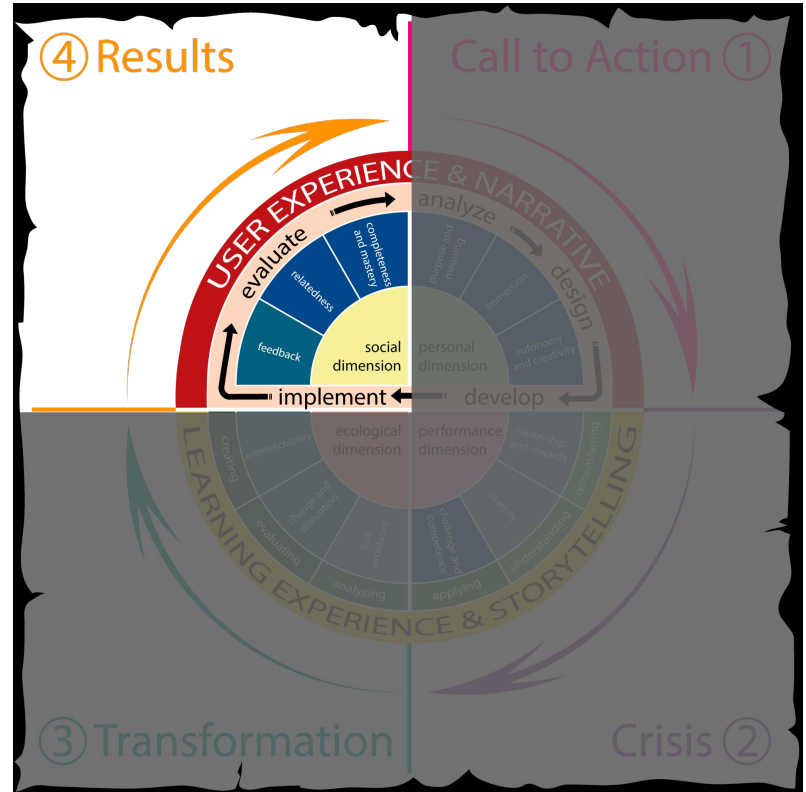 ④ Results
Call to Action ①
USER EXPERIENCE & NARRATIVE
analyze
evaluate
design
completeness
and mastery
purpose and
meaning
relatedness
immersion
feedback
autonomy
and creativity
social
dimension
personal
dimension
implement
develop
ecological
dimension
performance
dimension
creating
unpredictability
ownership
and rewards
remembering
change and
disruption
scarcity
evaluating
loss
avoidance
challenge and
competence
understanding
analyzing
applying
LEARNING EXPERIENCE & STORYTELLING
③ Transformation
Crisis ②